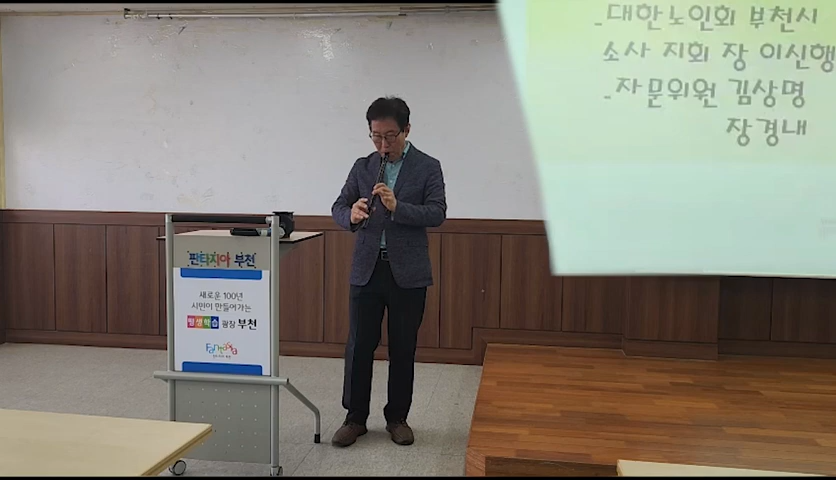 -대한노인회 부천시
소사 지회 장 이신행
-자문위원 김상명
장경내
판타지아 부천
새로운 100년
시민이 만들어가는
평생학습 광장 부천